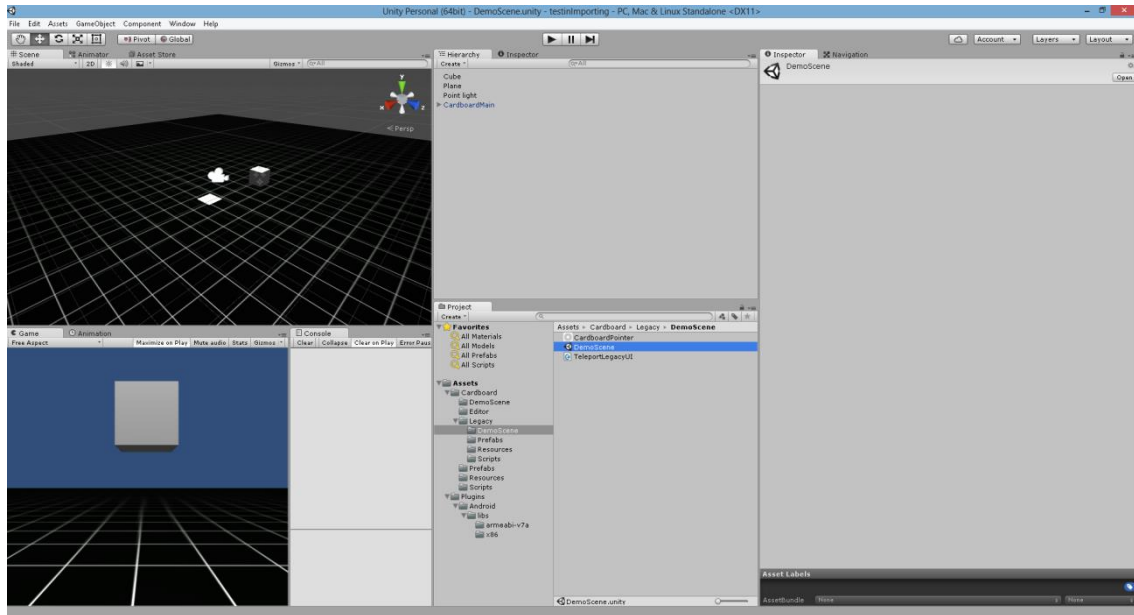 Unity Personal (64bit) - DemoScene.unity - testinImporting - PC, Mac & Linux Standalone <DX11>
File Edit Assets GameObject Component Window Help
Pivot Global
Account Layers Layout
Scene Animator Asset Store
Shaded 2D Gizmos All
y
x
z
Persp
Hierarchy Inspector
Create All
Cube
Plane
Point light
CardboardMain
Inspector Navigation
DemoScene
Open
Game Animation
Free Aspect Maximize on Play Mute audio Stats Gizmos
Console
Clear Collapse Clear on Play Error Paus
Project
Create
Favorites
All Materials
All Models
All Prefabs
All Scripts
Assets
Cardboard
DemoScene
Editor
Legacy
DemoScene
Prefabs
Resources
Scripts
Prefabs
Resources
Scripts
Plugins
Android
libs
armeabi-v7a
x86
Assets Cardboard Legacy DemoScene
CardboardPointer
DemoScene
TeleportLegacyUI
DemoScene.unity
Asset Labels
AssetBundle None None